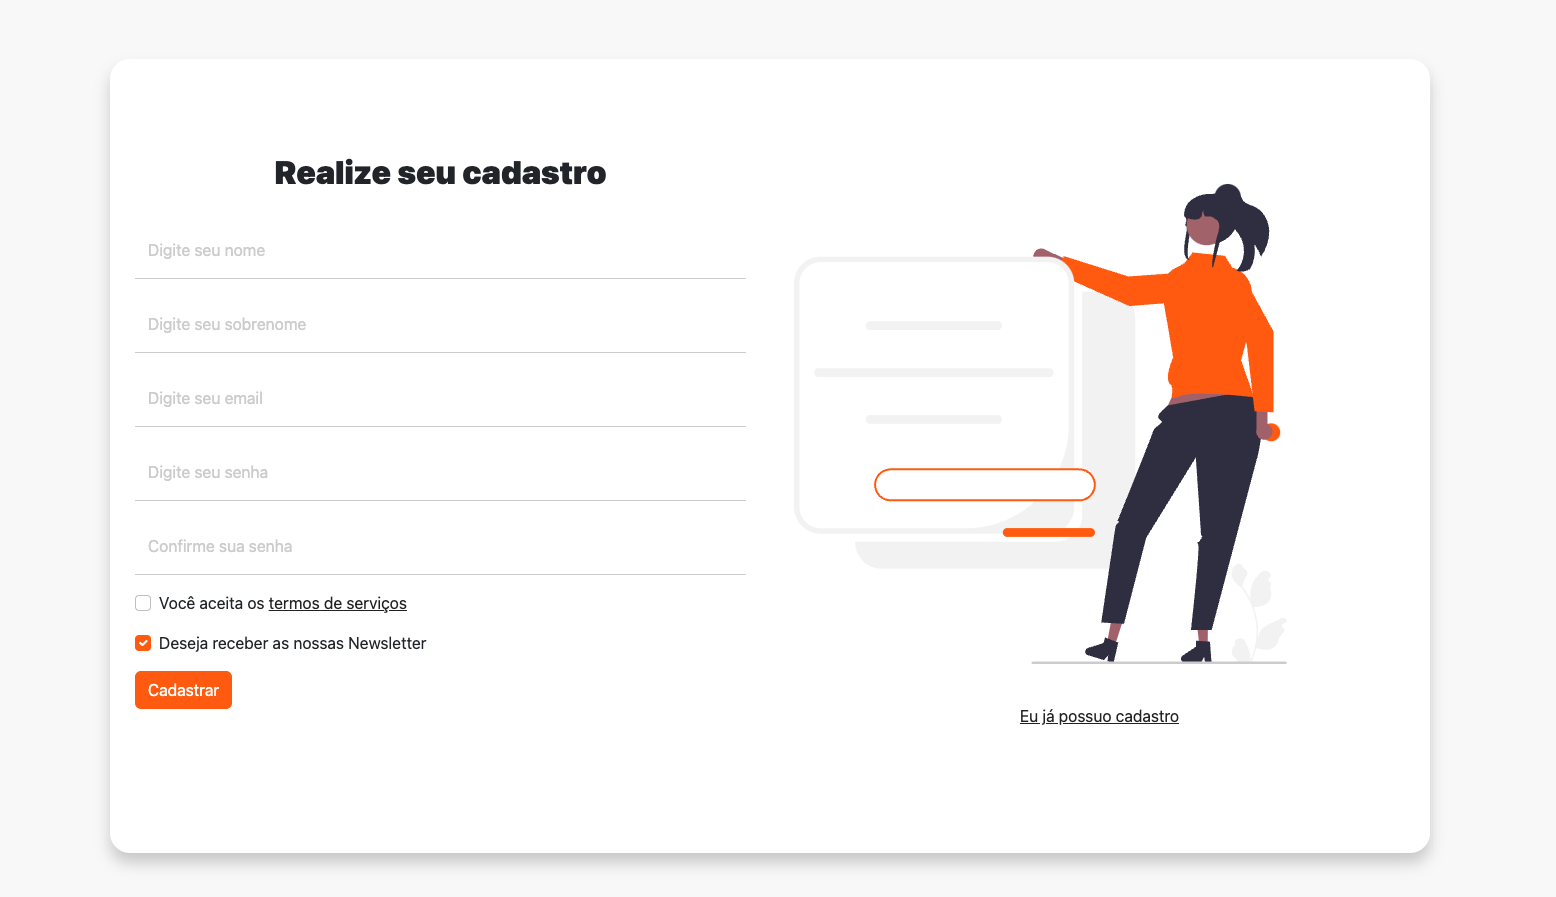 Realize seu cadastro
Digite seu nome
Digite seu sobrenome
Digite seu email
Digite seu senha
Confirme sua senha
Você aceita os termos de serviços
Deseja receber as nossas Newsletter
Cadastrar
Eu já possuo cadastro